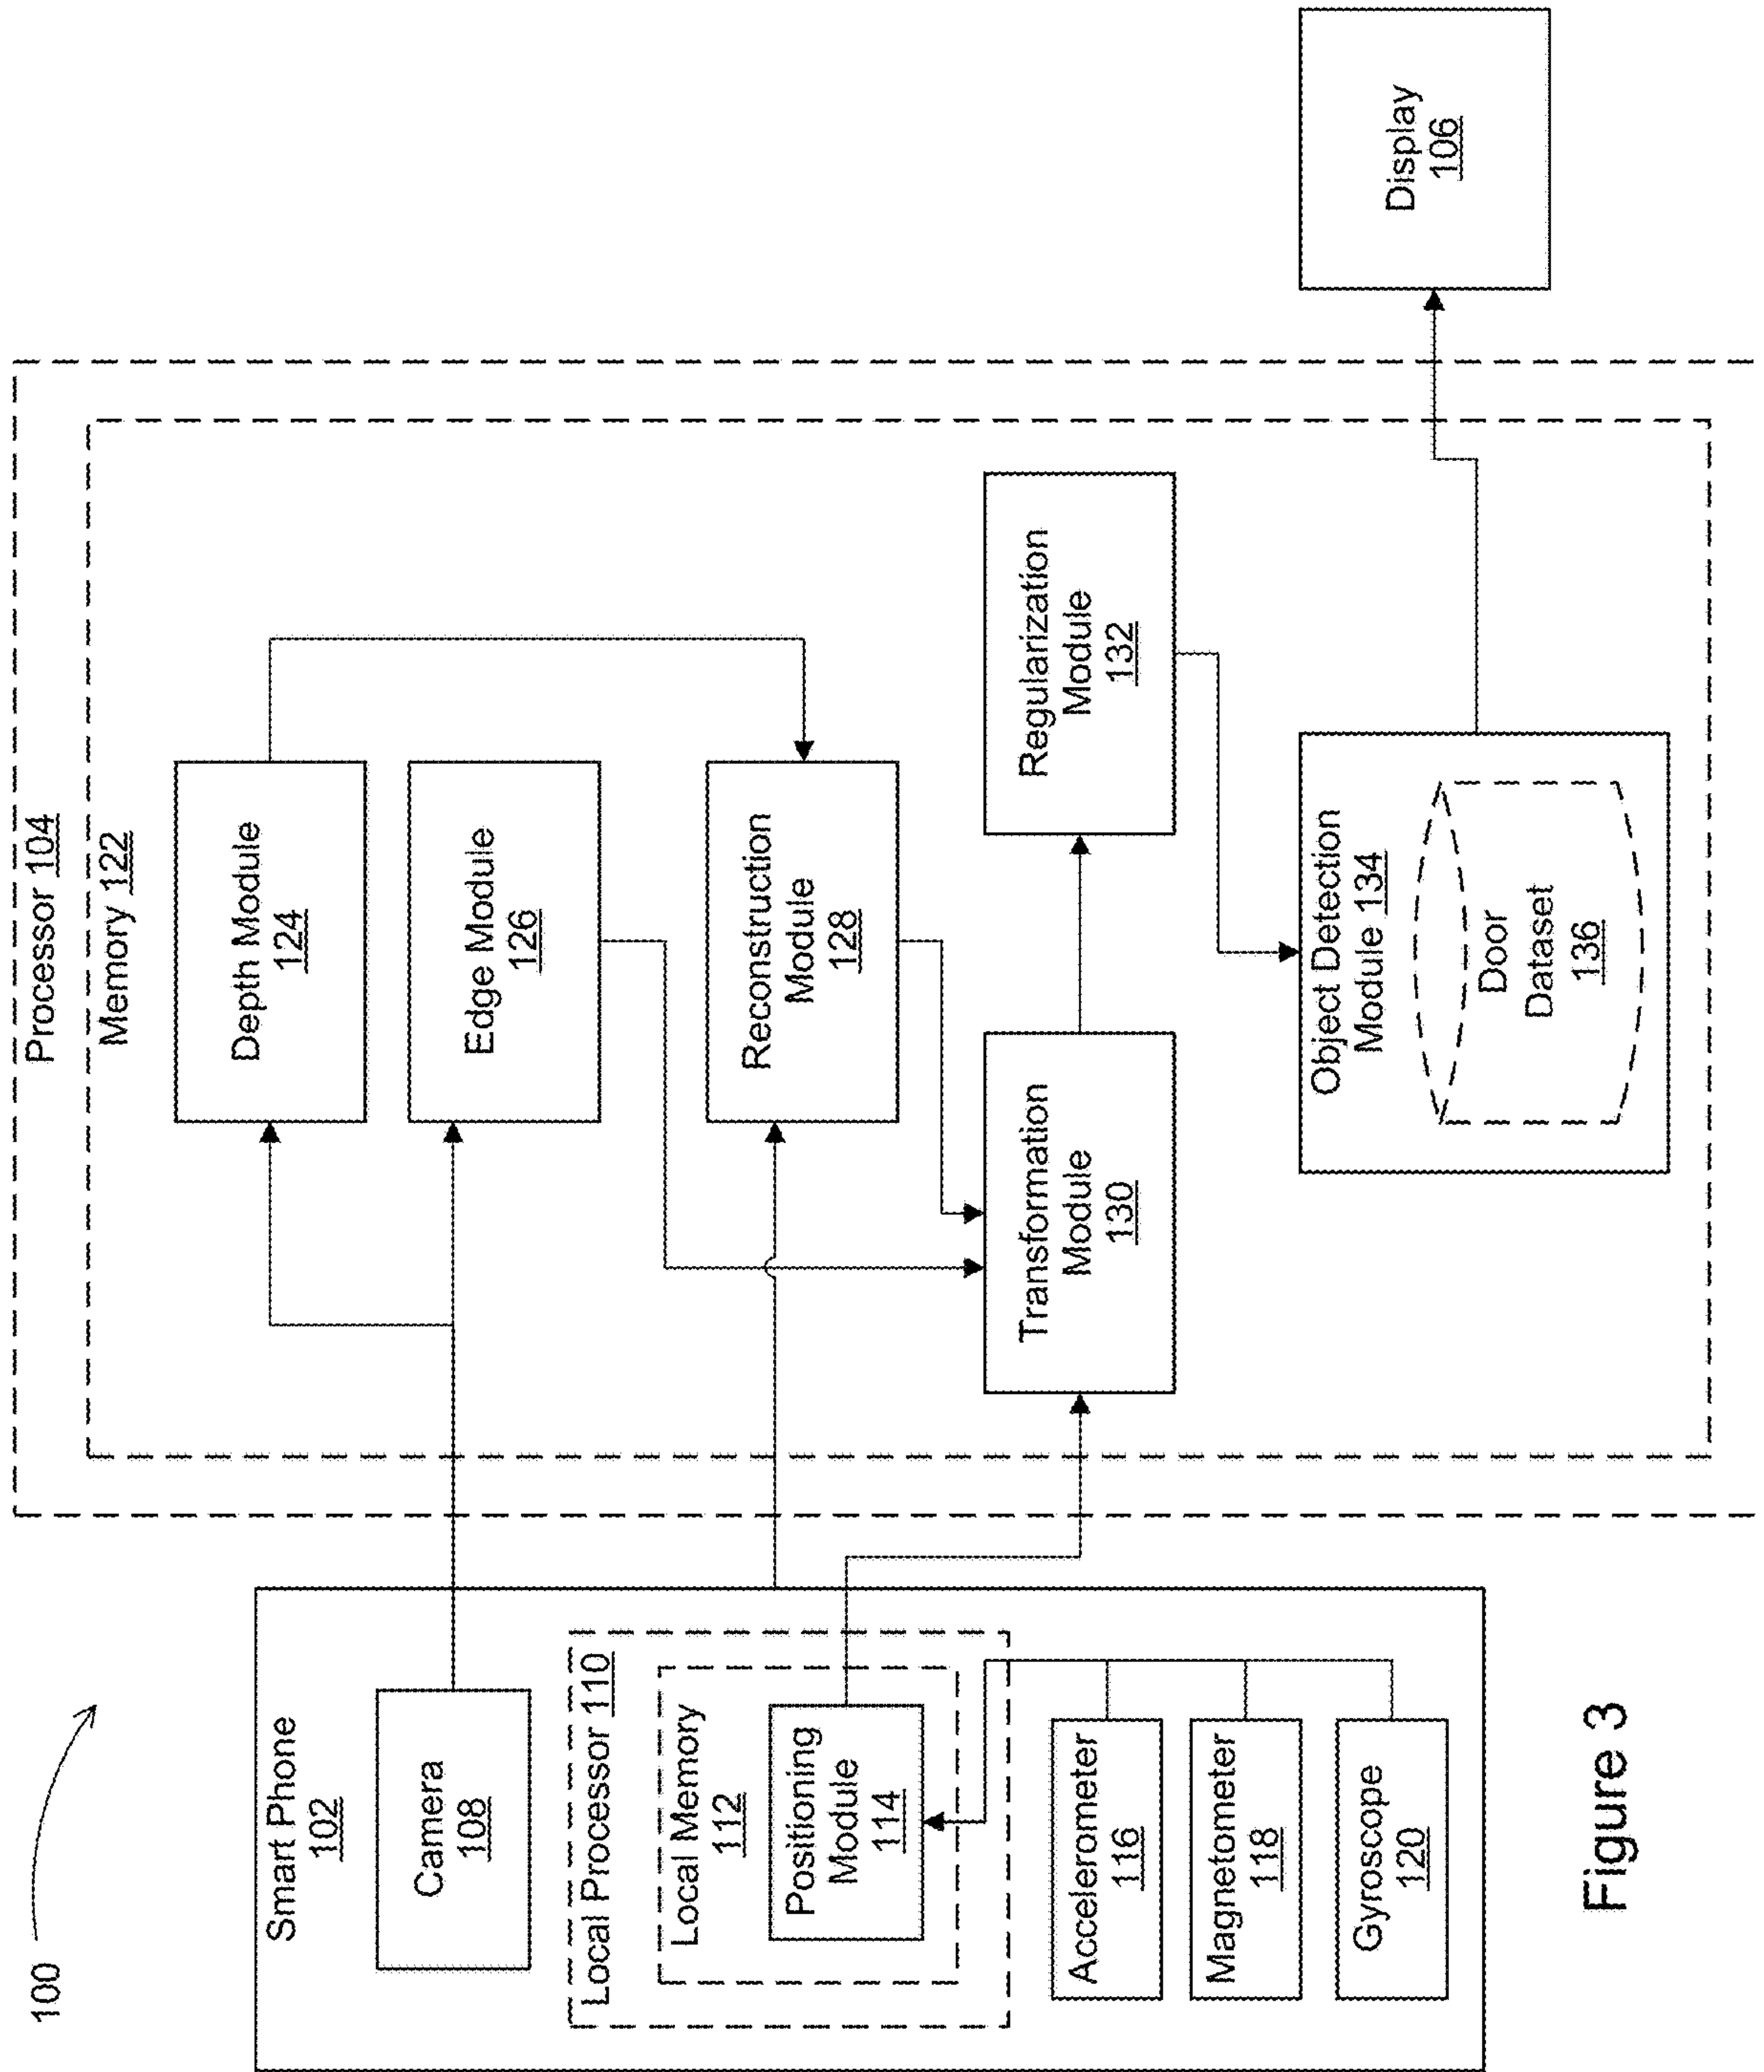 100
Smart Phone
102
Camera
108
Local Processor 110
Local Memory
112
Positioning
Module
114
Accelerometer
116
Magnetometer
118
Gyroscope
120
Processor 104
Memory 122
Depth Module
124
Edge Module
126
Reconstruction
Module
128
Transformation
Module
130
Regularization
Module
132
Object Detection
Module 134
Door
Dataset
136
Display
106
Figure 3